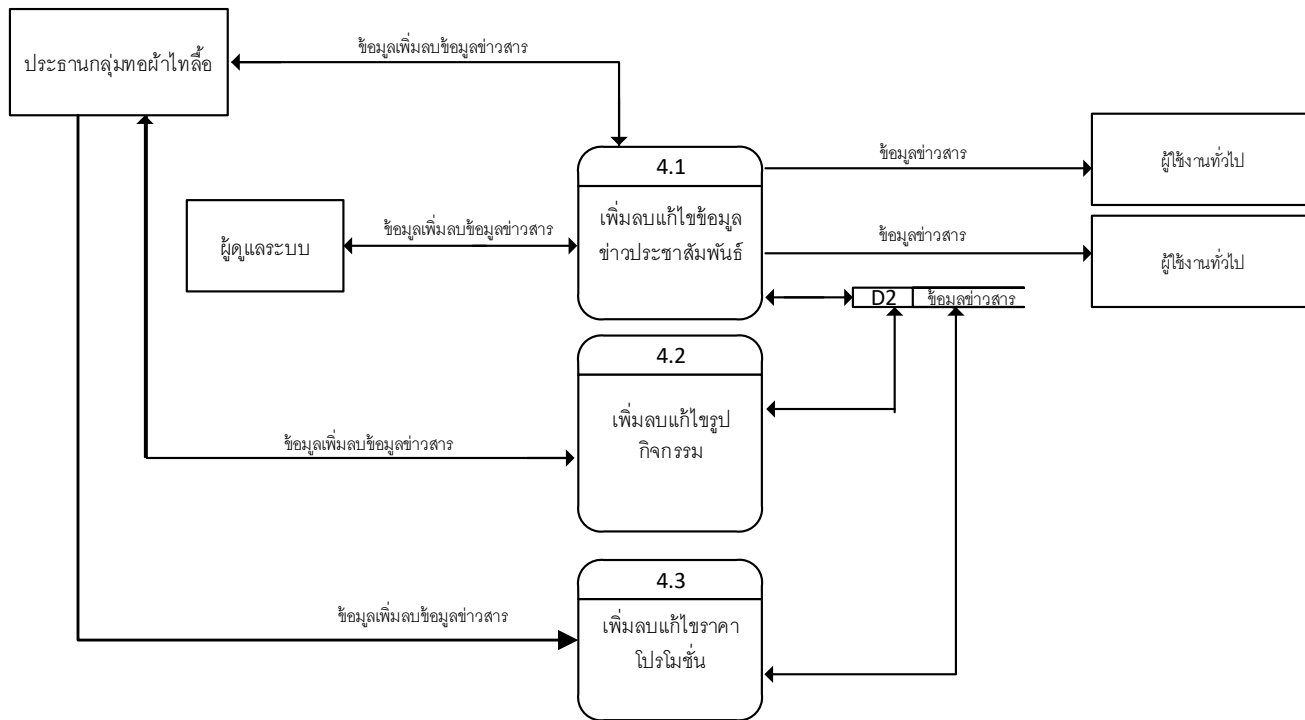 ข้อมูลเพิ่มลบข้อมูลข่าวสาร
ประธานกลุ่มทอผ้าไทลื้อ
4.1
เพิ่มลบแก้ไขข้อมูล
ข่าวประชาสัมพันธ์
ข้อมูลข่าวสาร
ผู้ใช้งานทั่วไป
ผู้ดูแลระบบ
ข้อมูลเพิ่มลบข้อมูลข่าวสาร
ข้อมูลข่าวสาร
ผู้ใช้งานทั่วไป
D2 ข้อมูลข่าวสาร
4.2
เพิ่มลบแก้ไขรูป
กิจกรรม
ข้อมูลเพิ่มลบข้อมูลข่าวสาร
4.3
เพิ่มลบแก้ไขราคา
โปรโมชั่น
ข้อมูลเพิ่มลบข้อมูลข่าวสาร